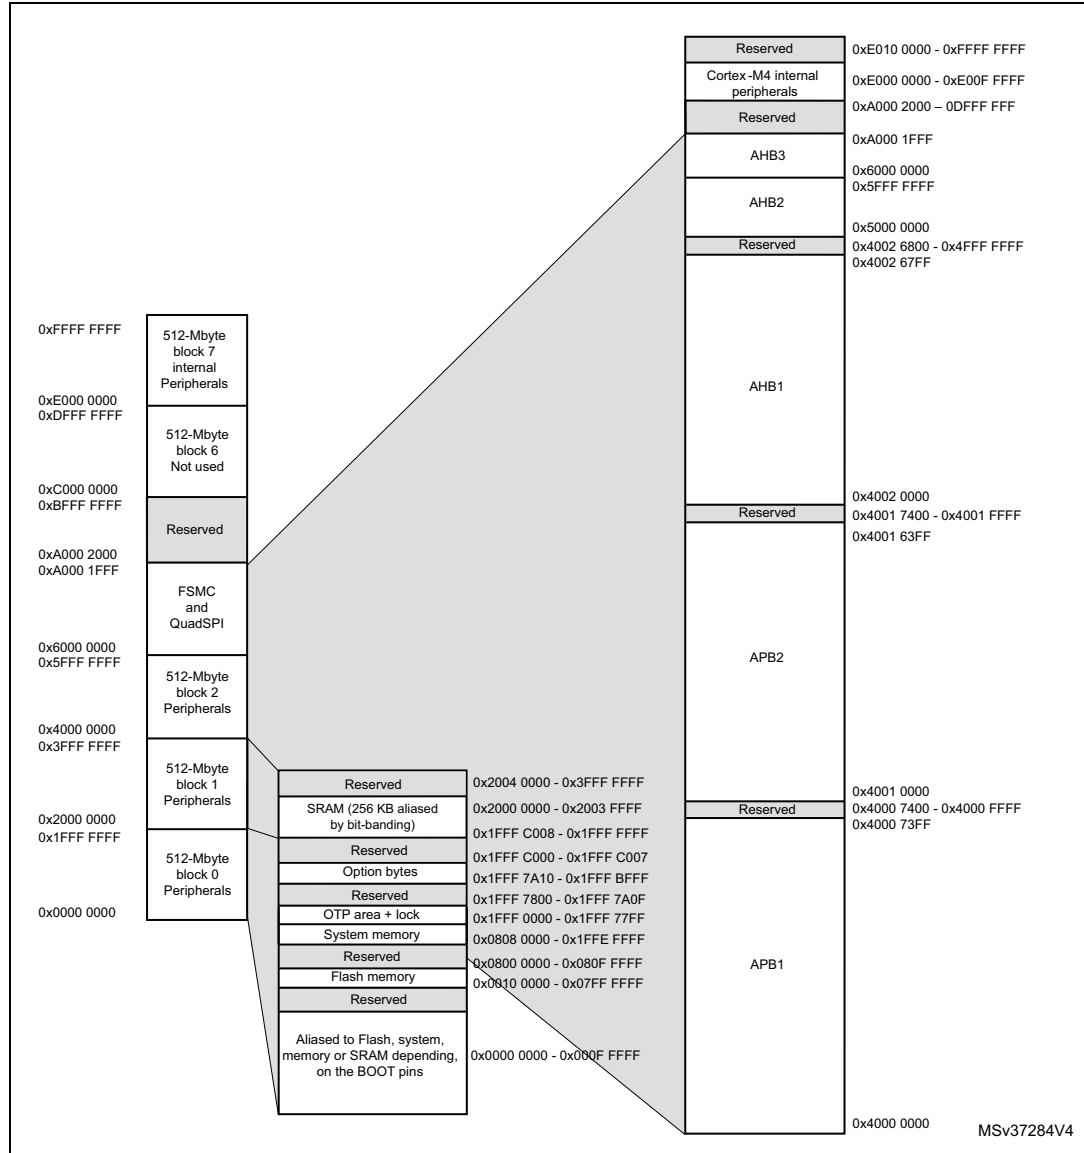 0xFFFF FFFF
512-Mbyte
block 7
internal
Peripherals
0xE000 0000
0xDFFF FFFF
512-Mbyte
block 6
Not used
0xC000 0000
0xBFFF FFFF
Reserved
0xA000 2000
0xA000 1FFF
FSMC
and
QuadSPI
0x6000 0000
0x5FFF FFFF
512-Mbyte
block 2
Peripherals
0x4000 0000
0x3FFF FFFF
512-Mbyte
block 1
Peripherals
0x2000 0000
0x1FFF FFFF
512-Mbyte
block 0
Peripherals
0x0000 0000
Reserved
0x2004 0000 - 0x3FFF FFFF
SRAM (256 KB aliased
by bit-banding)
0x2000 0000 - 0x2003 FFFF
0x1FFF C008 - 0x1FFF FFFF
Reserved
0x1FFF C000 - 0x1FFF C007
Option bytes
0x1FFF 7A10 - 0x1FFF BFFF
Reserved
0x1FFF 7800 - 0x1FFF 7A0F
OTP area + lock
0x1FFF 0000 - 0x1FFF 77FF
System memory
0x0808 0000 - 0x1FFE FFFF
Reserved
0x0800 0000 - 0x080F FFFF
Flash memory
0x0010 0000 - 0x07FF FFFF
Reserved
Aliased to Flash, system,
memory or SRAM depending,
on the BOOT pins
0x0000 0000 - 0x000F FFFF
Reserved
0xE010 0000 - 0xFFFF FFFF
Cortex-M4 internal
peripherals
0xE000 0000 - 0xE00F FFFF
0xA000 2000 – 0DFFF FFF
Reserved
0xA000 1FFF
AHB3
0x6000 0000
0x5FFF FFFF
AHB2
0x5000 0000
Reserved
0x4002 6800 - 0x4FFF FFFF
0x4002 67FF
AHB1
0x4002 0000
Reserved
0x4001 7400 - 0x4001 FFFF
0x4001 63FF
APB2
0x4001 0000
Reserved
0x4000 7400 - 0x4000 FFFF
0x4000 73FF
APB1
0x4000 0000
MSv37284V4